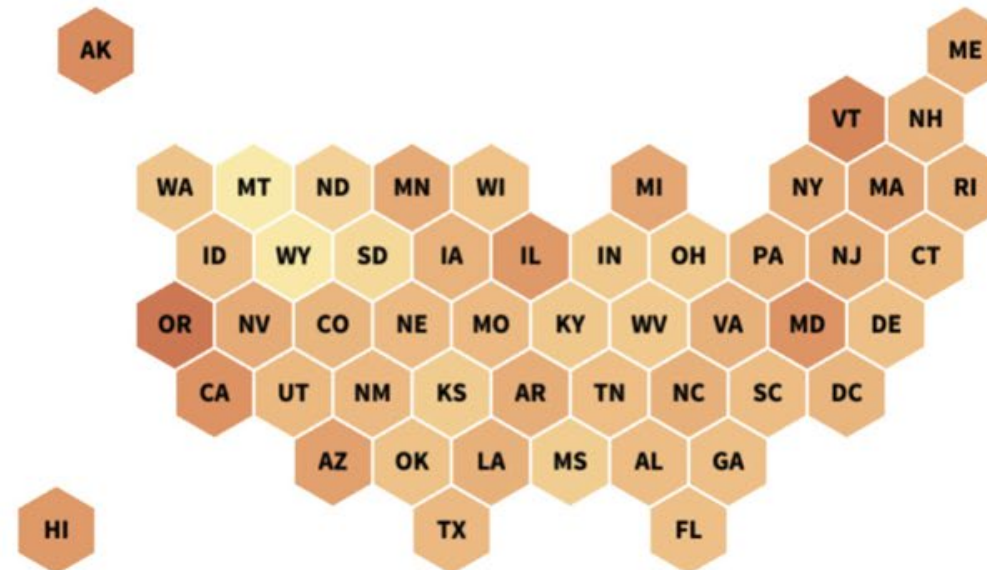 AK ME
VT NH
WA MT ND MN WI MI NY MA RI
ID WY SD IA IL IN OH PA NJ CT
OR NV CO NE MO KY WV VA MD DE
CA UT NM KS AR TN NC SC DC
AZ OK LA MS AL GA
HI TX FL